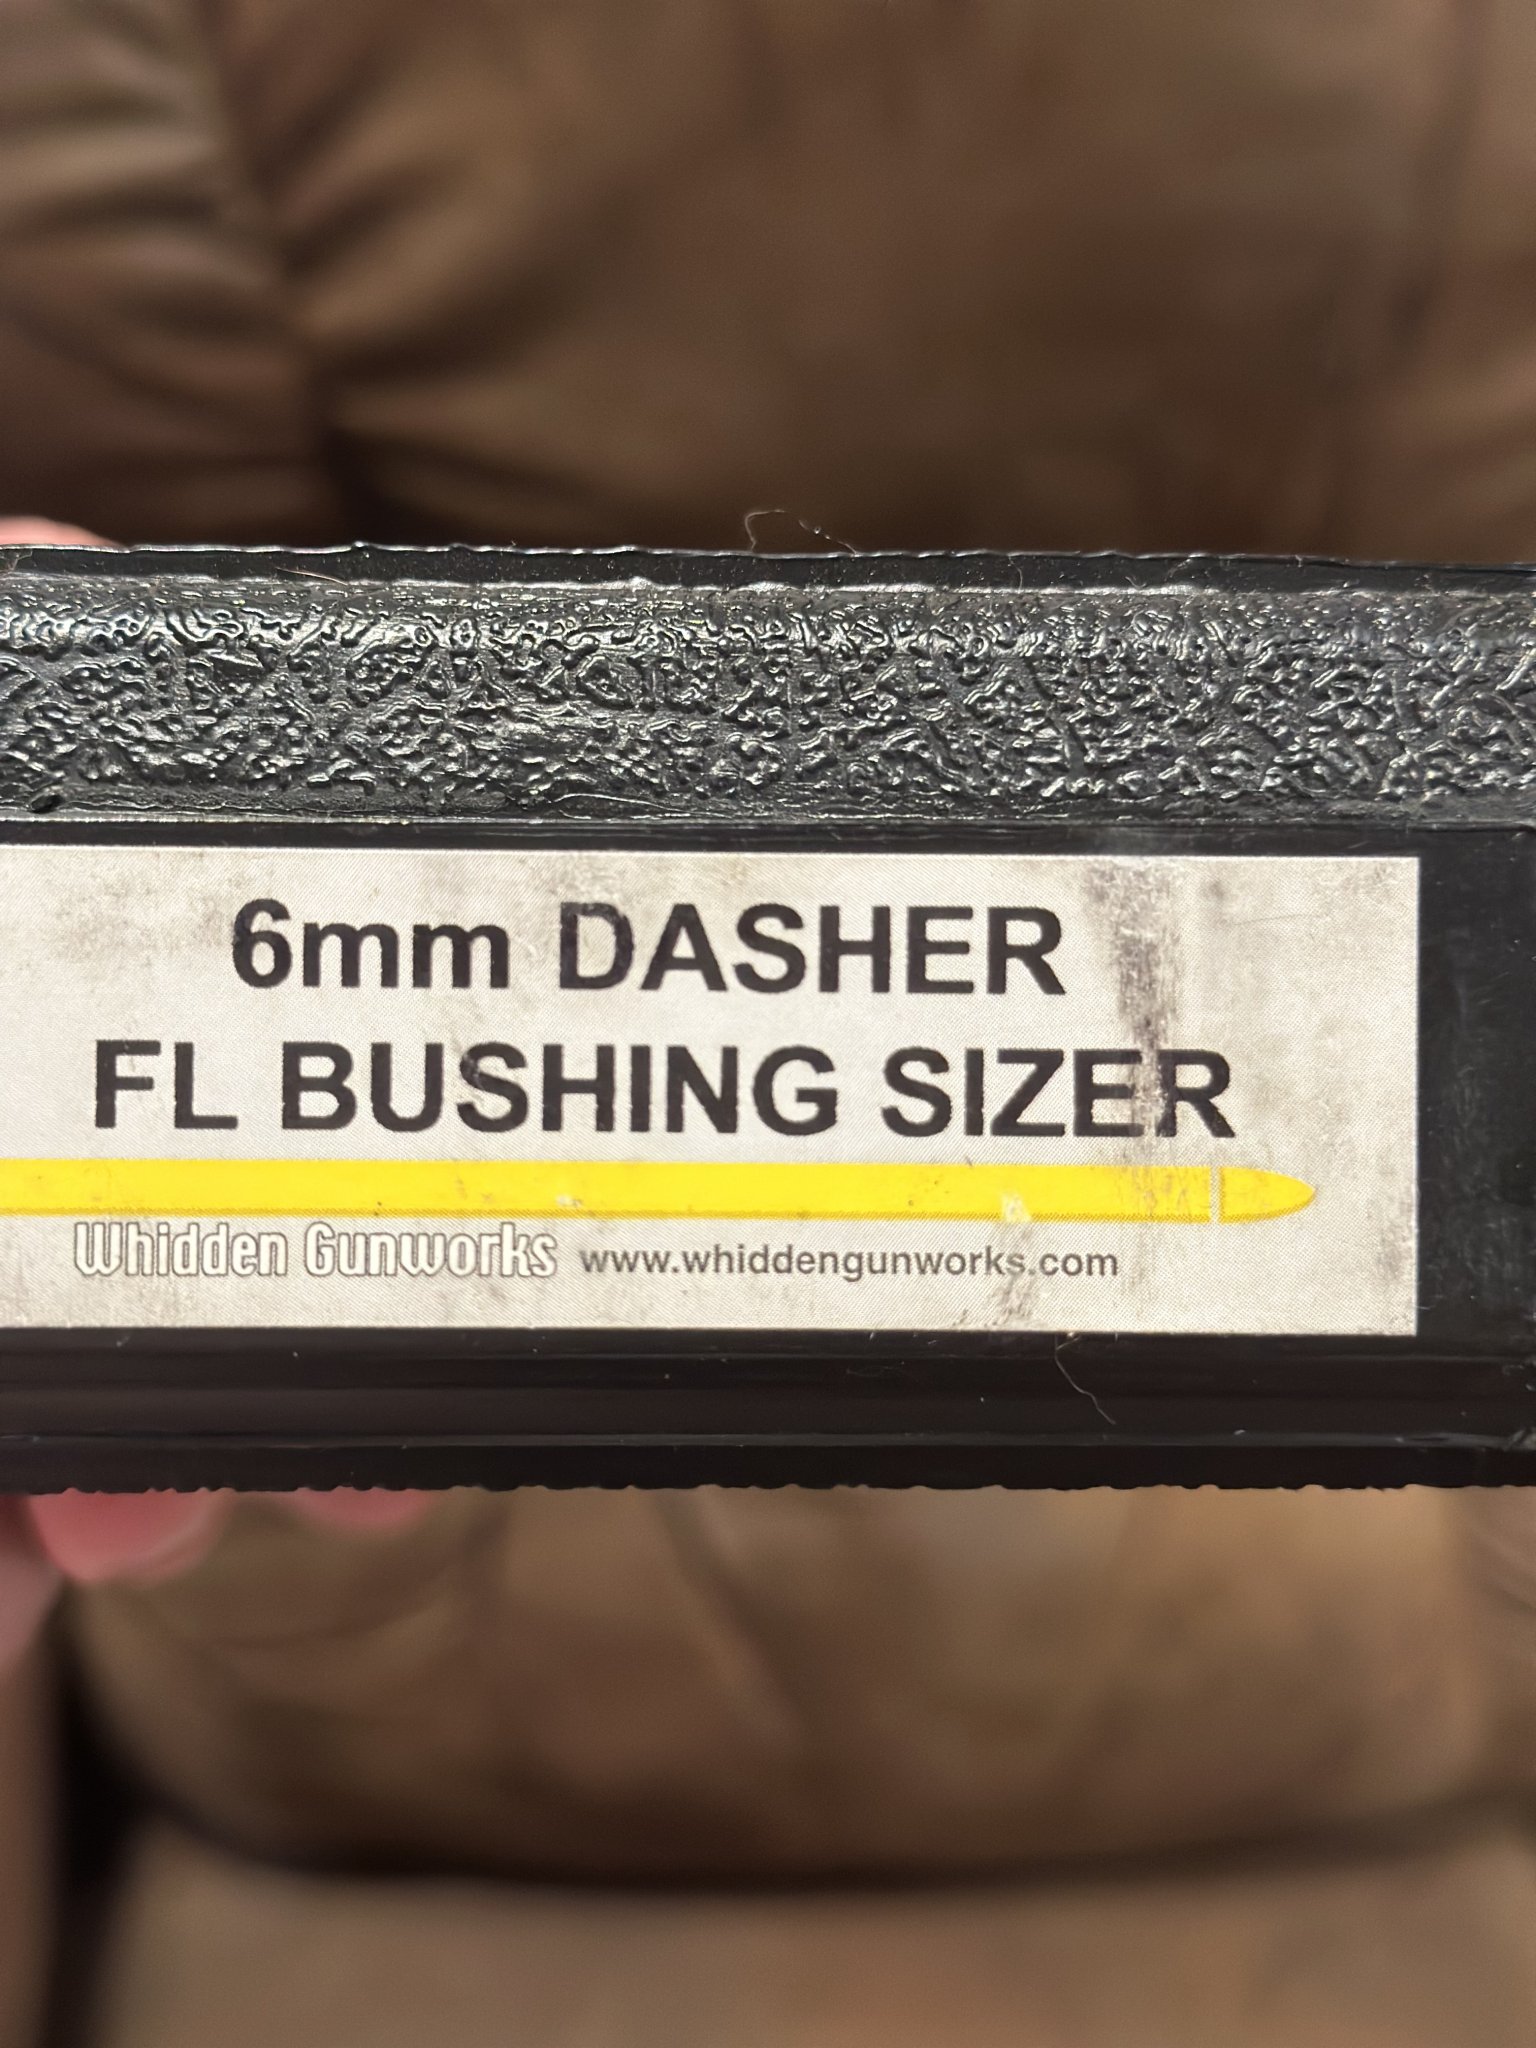 6mm DASHER
FL BUSHING SIZER
Whidden Gunworks www.whiddengunworks.com